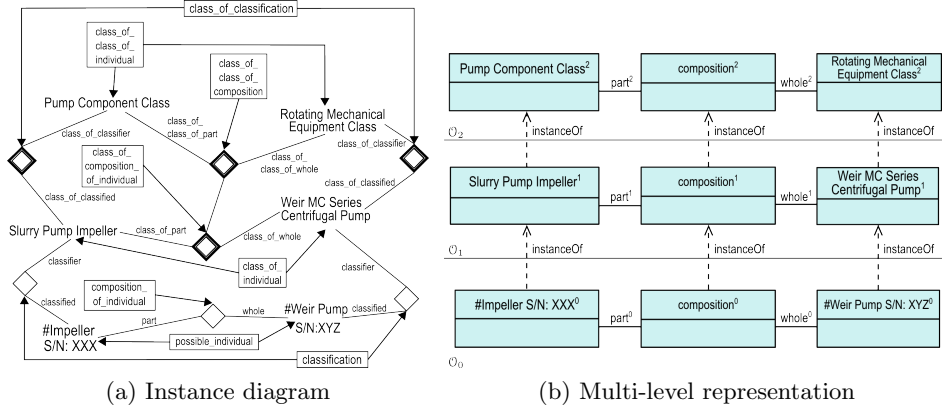 class_of_classification
class_of_
class_of_
individual
class_of_
class_of_
composition
Pump Component Class
class_of_
class_of_part
Rotating Mechanical
Equipment Class
class_of_classifier
class_of_classifier
class_of_
composition_
of_individual
class_of_
class_of_whole
class_of_classified
class_of_classified
Weir MC Series
Centrifugal Pump
Slurry Pump Impeller
class_of_part
class_of_whole
class_of_
individual
classifier
classifier
composition_
of_individual
classified
part
whole
#Weir Pump
S/N:XYZ
classified
#Impeller
S/N: XXX
possible_individual
classification
(a) Instance diagram
Pump Component Class²
part²
composition²
whole²
Rotating Mechanical
Equipment Class²
O₂
instanceOf
instanceOf
instanceOf
Slurry Pump Impeller¹
part¹
composition¹
whole¹
Weir MC Series
Centrifugal Pump¹
O₁
instanceOf
instanceOf
instanceOf
#Impeller S/N: XXX⁰
part⁰
composition⁰
whole⁰
#Weir Pump S/N: XYZ⁰
O₀
(b) Multi-level representation